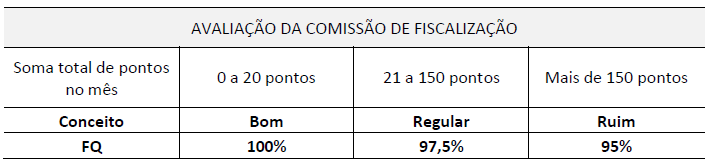 AVALIAÇÃO DA COMISSÃO DE FISCALIZAÇÃO
Soma total de pontos no mês 0 a 20 pontos 21 a 150 pontos Mais de 150 pontos
Conceito Bom Regular Ruim
FQ 100% 97,5% 95%